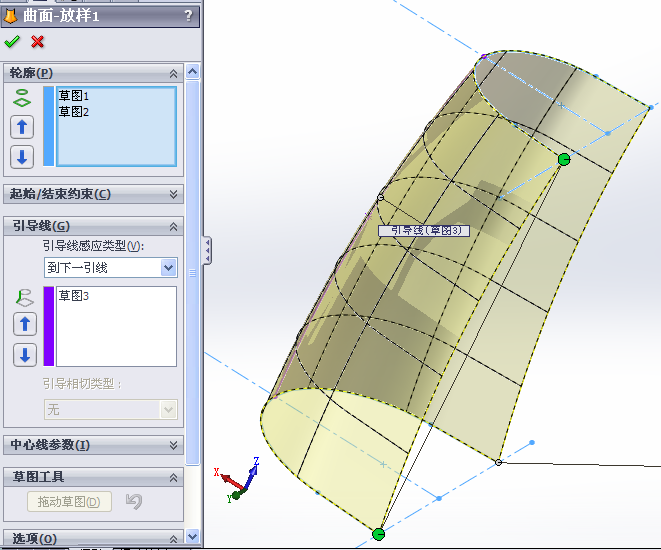 曲面-放样1
?
轮廓(P)
草图1
草图2
起始/结束约束(C)
引导线(G)
引导线感应类型(V):
到下一引线
草图3
引导相切类型:
无
中心线参数(I)
草图工具
拖动草图(D)
选项(O)
引导线(草图3)
X
Y
Z